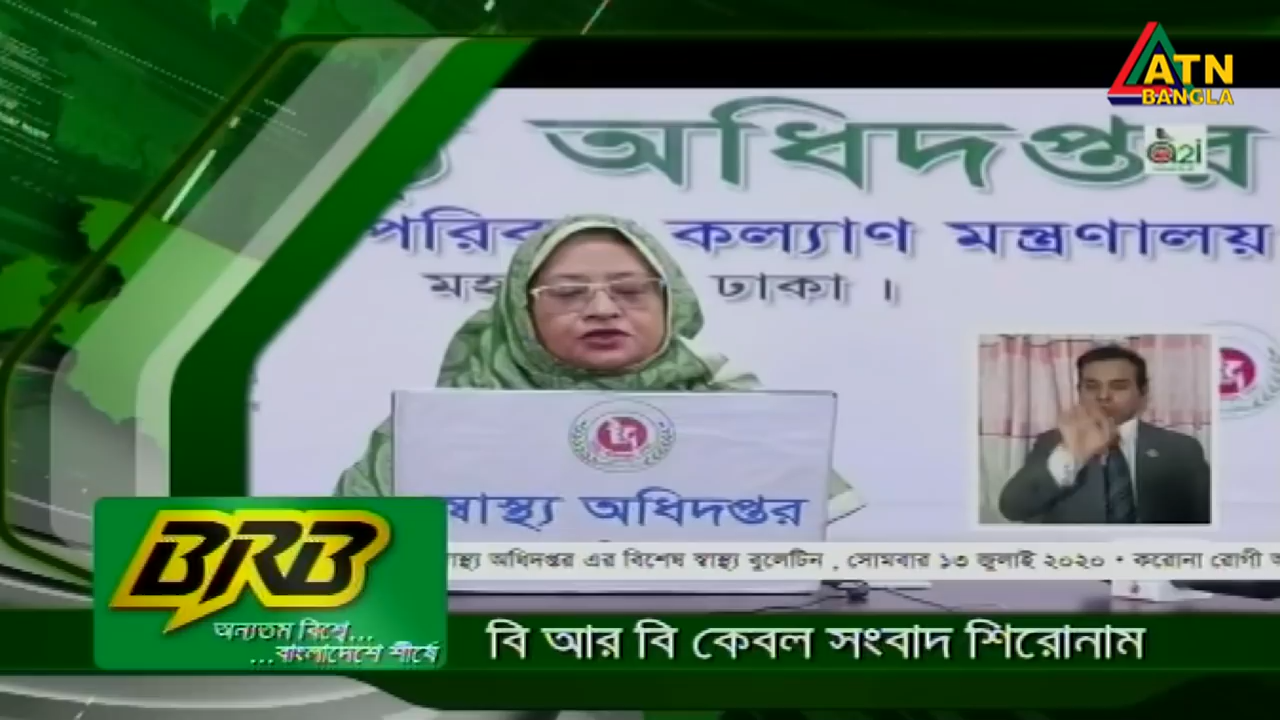 ATN
BANGLA
অধিদপ্তর
a2i
কল্যাণ মন্ত্রণালয়
ঢাকা ।
স্বাস্থ্য অধিদপ্তর
অধিদপ্তর এর বিশেষ স্বাস্থ্য বুলেটিন , সোমবার ১৩ জুলাই ২০২০ • করোনা রোগী
BRB
অন্যতম বিশ্বে...
...বাংলাদেশে শীর্ষে
বি আর বি কেবল সংবাদ শিরোনাম